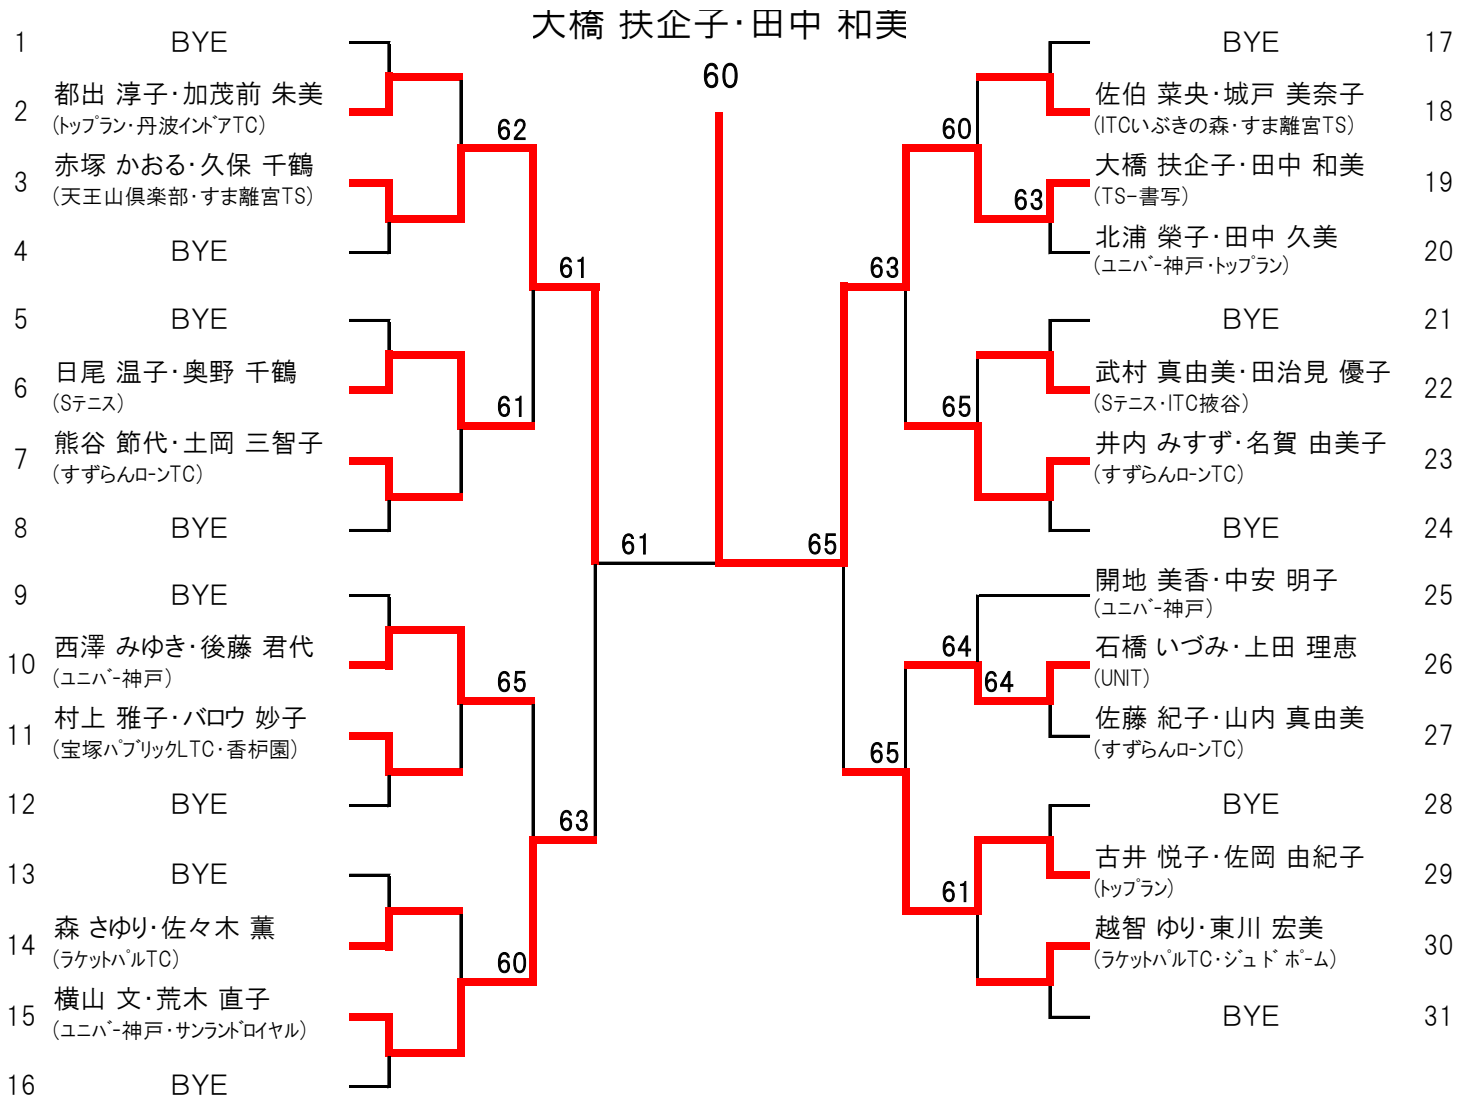 大橋 扶企子・田中 和美
60
1 BYE
2 都出 淳子・加茂前 朱美
(トップラン・丹波インドアTC)
62
3 赤塚 かおる・久保 千鶴
(天王山倶楽部・すま離宮TS)
4 BYE
61
5 BYE
6 日尾 温子・奥野 千鶴
(Sテニス)
61
7 熊谷 節代・土岡 三智子
(すずらんローンTC)
8 BYE
61
9 BYE
10 西澤 みゆき・後藤 君代
(ユニバ-神戸)
65
11 村上 雅子・バロウ 妙子
(宝塚パブリックLTC・香枦園)
12 BYE
63
13 BYE
14 森 さゆり・佐々木 薫
(ラケットパルTC)
60
15 横山 文・荒木 直子
(ユニバ-神戸・サンランドロイヤル)
16 BYE
BYE 17
佐伯 菜央・城戸 美奈子 18
(ITCいぶきの森・すま離宮TS)
60
大橋 扶企子・田中 和美 19
(TS-書写)
63
北浦 榮子・田中 久美 20
(ユニバ-神戸・トップラン)
63
BYE 21
武村 真由美・田治見 優子 22
(Sテニス・ITC掖谷)
65
井内 みすず・名賀 由美子 23
(すずらんローンTC)
BYE 24
65
開地 美香・中安 明子 25
(ユニバ-神戸)
64
石橋 いづみ・上田 理恵 26
(UNIT)
64
佐藤 紀子・山内 真由美 27
(すずらんローンTC)
65
BYE 28
古井 悦子・佐岡 由紀子 29
(トップラン)
61
越智 ゆり・東川 宏美 30
(ラケットパルTC・ジュドポーム)
BYE 31